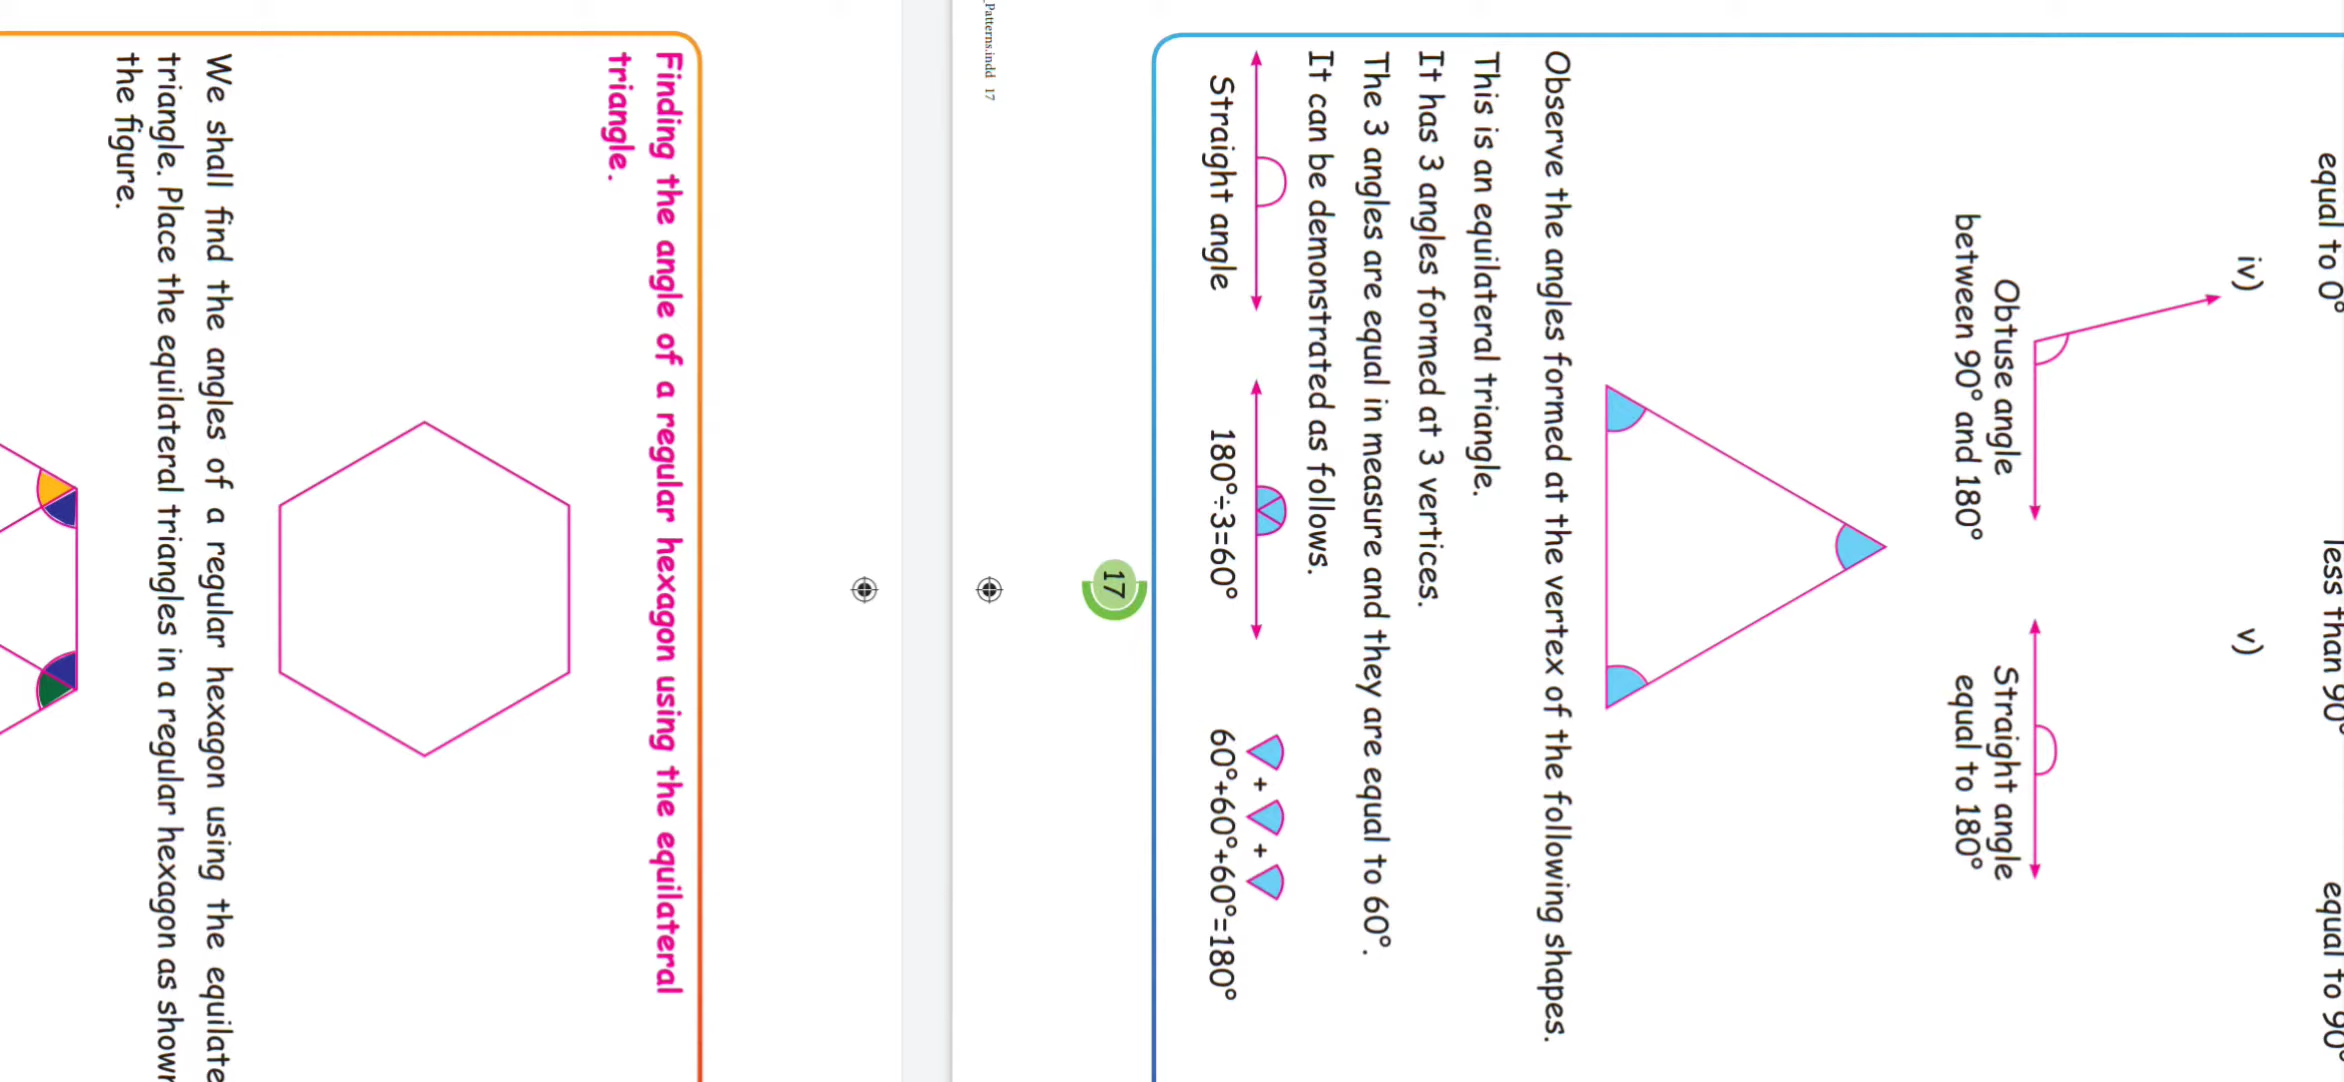 equal to 0°
less than 90°
equal to 90°
iv)
v)
Obtuse angle
between 90° and 180°
Straight angle
equal to 180°
Observe the angles formed at the vertex of the following shapes.
This is an equilateral triangle.
It has 3 angles formed at 3 vertices.
The 3 angles are equal in measure and they are equal to 60°.
It can be demonstrated as follows.
+ +
Straight angle
180°÷3=60°
60°+60°+60°=180°
17
Patterns.indd 17
Finding the angle of a regular hexagon using the equilateral
triangle.
We shall find the angles of a regular hexagon using the equilate
triangle. Place the equilateral triangles in a regular hexagon as shown
the figure.